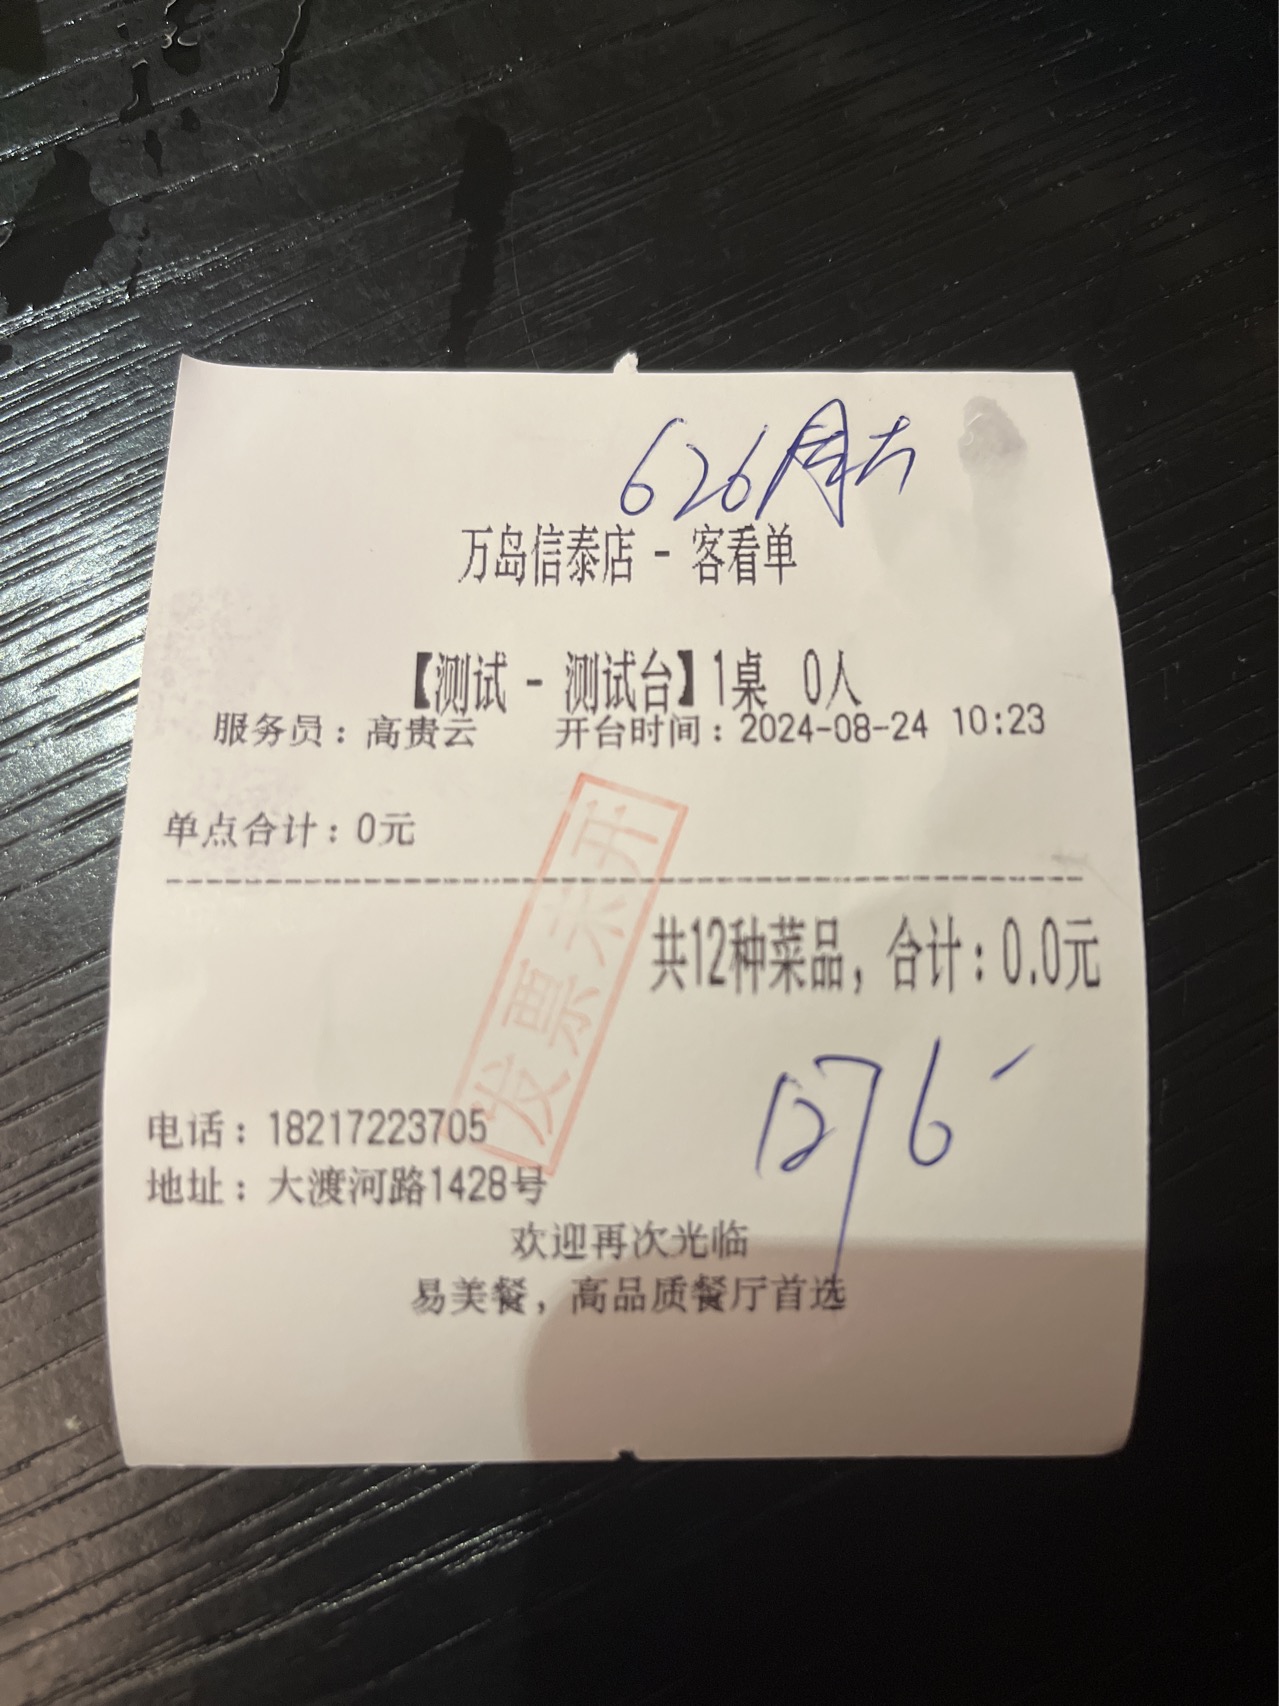 626周六
万岛信泰店 - 客看单
【测试 - 测试台】1桌 0人
服务员：高贵云 开台时间：2024-08-24 10:23
单点合计：0元
共12种菜品，合计：0.0元
发票未开
1276
电话：18217223705
地址：大渡河路1428号
欢迎再次光临
易美餐，高品质餐厅首选